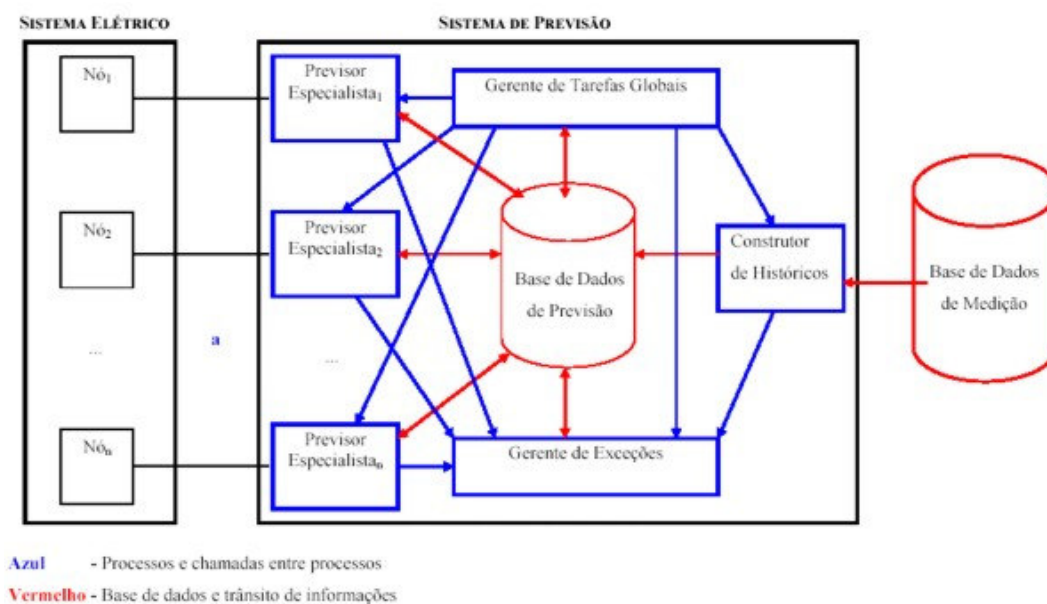 SISTEMA ELÉTRICO
SISTEMA DE PREVISÃO
Nó1
Previsor
Especialista1
Gerente de Tarefas Globais
Nó2
Previsor
Especialista2
Construtor
de Históricos
Base de Dados
de Previsão
Base de Dados
de Medição
...
a
...
Nón
Previsor
Especialistan
Gerente de Exceções
Azul - Processos e chamadas entre processos
Vermelho - Base de dados e trânsito de informações